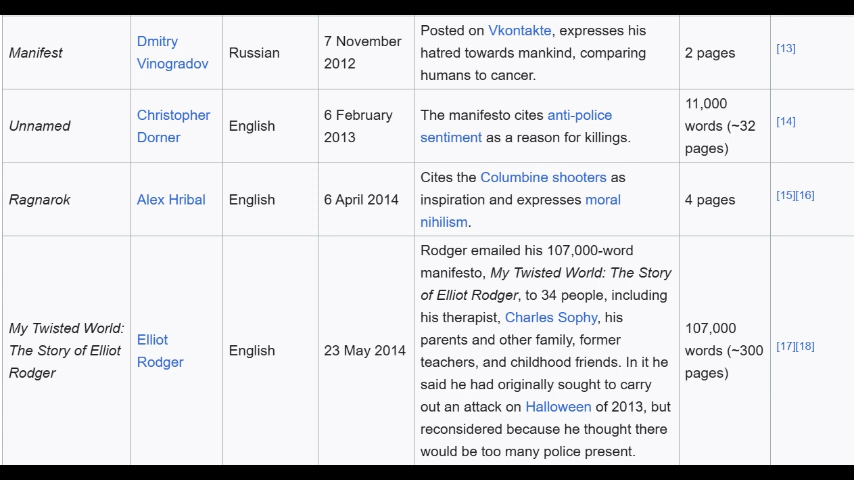 Manifest
Dmitry
Vinogradov
Russian
7 November
2012
Posted on Vkontakte, expresses his
hatred towards mankind, comparing
humans to cancer.
2 pages
[13]
Unnamed
Christopher
Dorner
English
6 February
2013
The manifesto cites anti-police
sentiment as a reason for killings.
11,000
words (~32
pages)
[14]
Ragnarok
Alex Hribal
English
6 April 2014
Cites the Columbine shooters as
inspiration and expresses moral
nihilism.
4 pages
[15][16]
My Twisted World:
The Story of Elliot
Rodger
Elliot
Rodger
English
23 May 2014
Rodger emailed his 107,000-word
manifesto, My Twisted World: The Story
of Elliot Rodger, to 34 people, including
his therapist, Charles Sophy, his
parents and other family, former
teachers, and childhood friends. In it he
said he had originally sought to carry
out an attack on Halloween of 2013, but
reconsidered because he thought there
would be too many police present.
107,000
words (~300
pages)
[17][18]